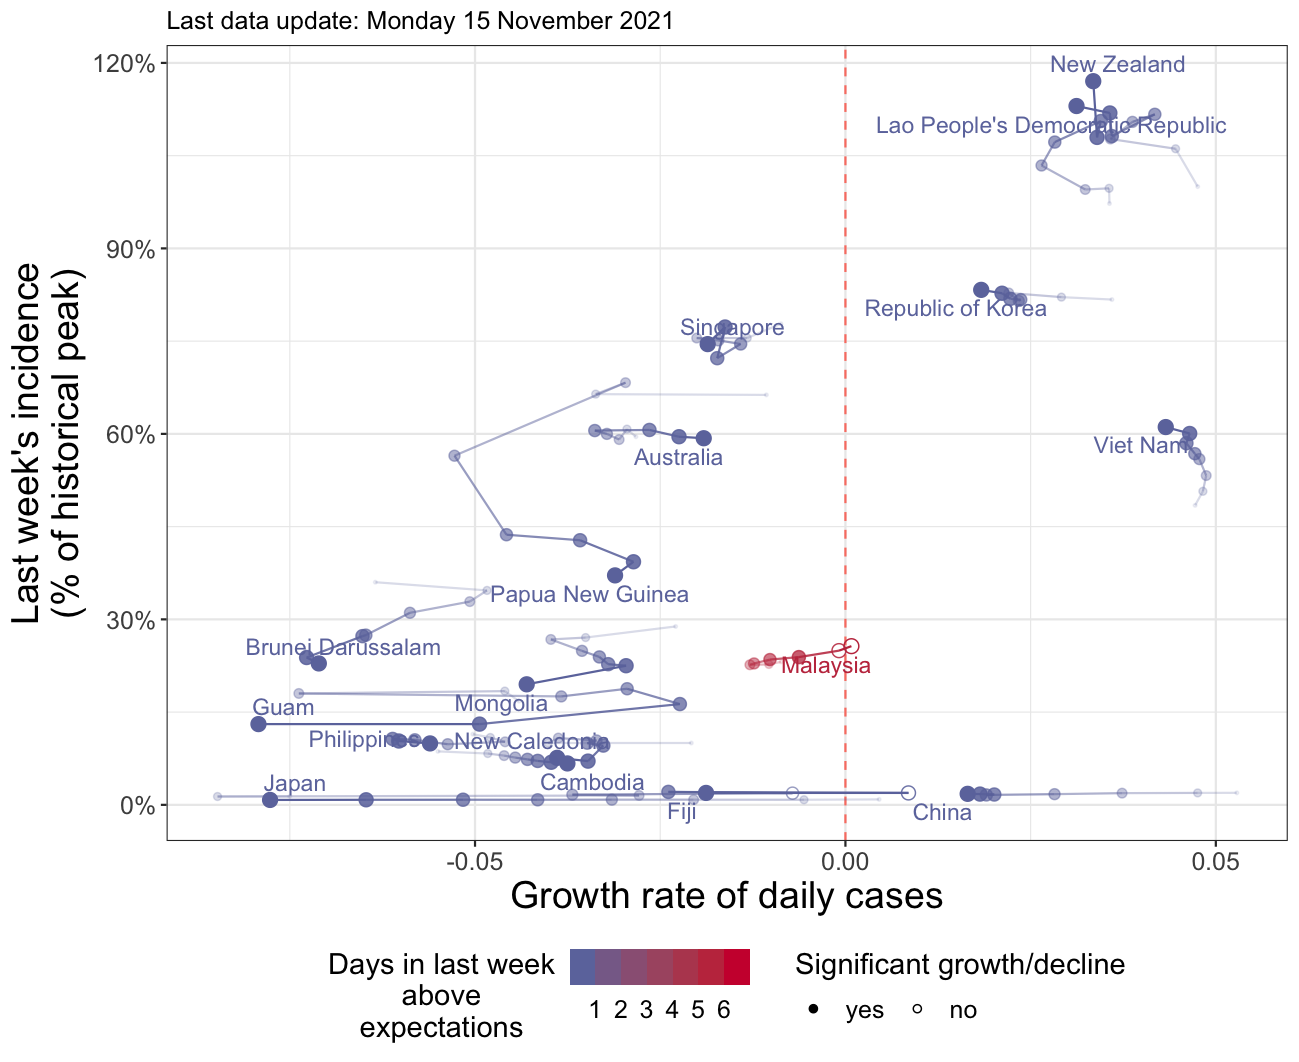 Last data update: Monday 15 November 2021
120%
90%
60%
30%
0%
Last week's incidence
(% of historical peak)
New Zealand
Lao People's Democratic Republic
Republic of Korea
Singapore
Australia
Viet Nam
Papua New Guinea
Brunei Darussalam
Malaysia
Mongolia
Guam
Philippines
New Caledonia
Japan
Cambodia
Fiji
China
-0.05
0.00
0.05
Growth rate of daily cases
Days in last week
above
expectations
1 2 3 4 5 6
Significant growth/decline
yes
no